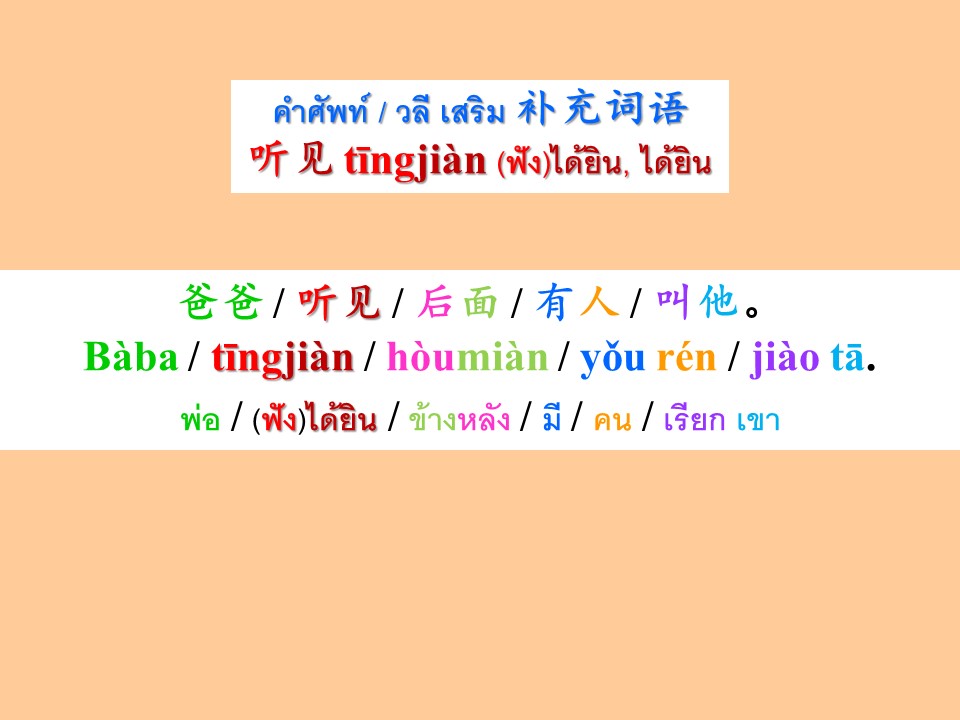 คำศัพท์ / วลี เสริม 补充词语
听见 tīngjiàn (ฟัง)ได้ยิน, ได้ยิน
爸爸 / 听见 / 后面 / 有人 / 叫他。
Bàba / tīngjiàn / hòumiàn / yǒu rén / jiào tā.
พ่อ / (ฟัง)ได้ยิน / ข้างหลัง / มี / คน / เรียก เขา